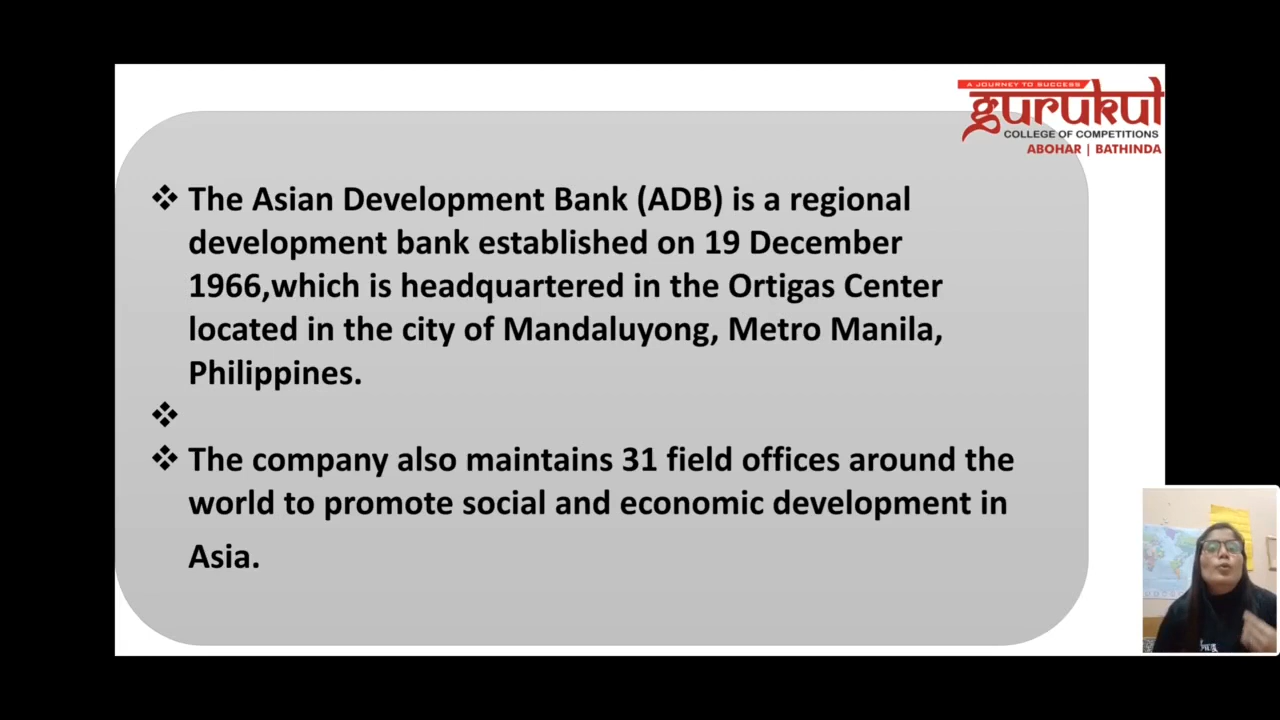 A JOURNEY TO SUCCESS
gurukul
COLLEGE OF COMPETITIONS
ABOHAR | BATHINDA
❖ The Asian Development Bank (ADB) is a regional
development bank established on 19 December
1966,which is headquartered in the Ortigas Center
located in the city of Mandaluyong, Metro Manila,
Philippines.
❖
❖ The company also maintains 31 field offices around the
world to promote social and economic development in
Asia.